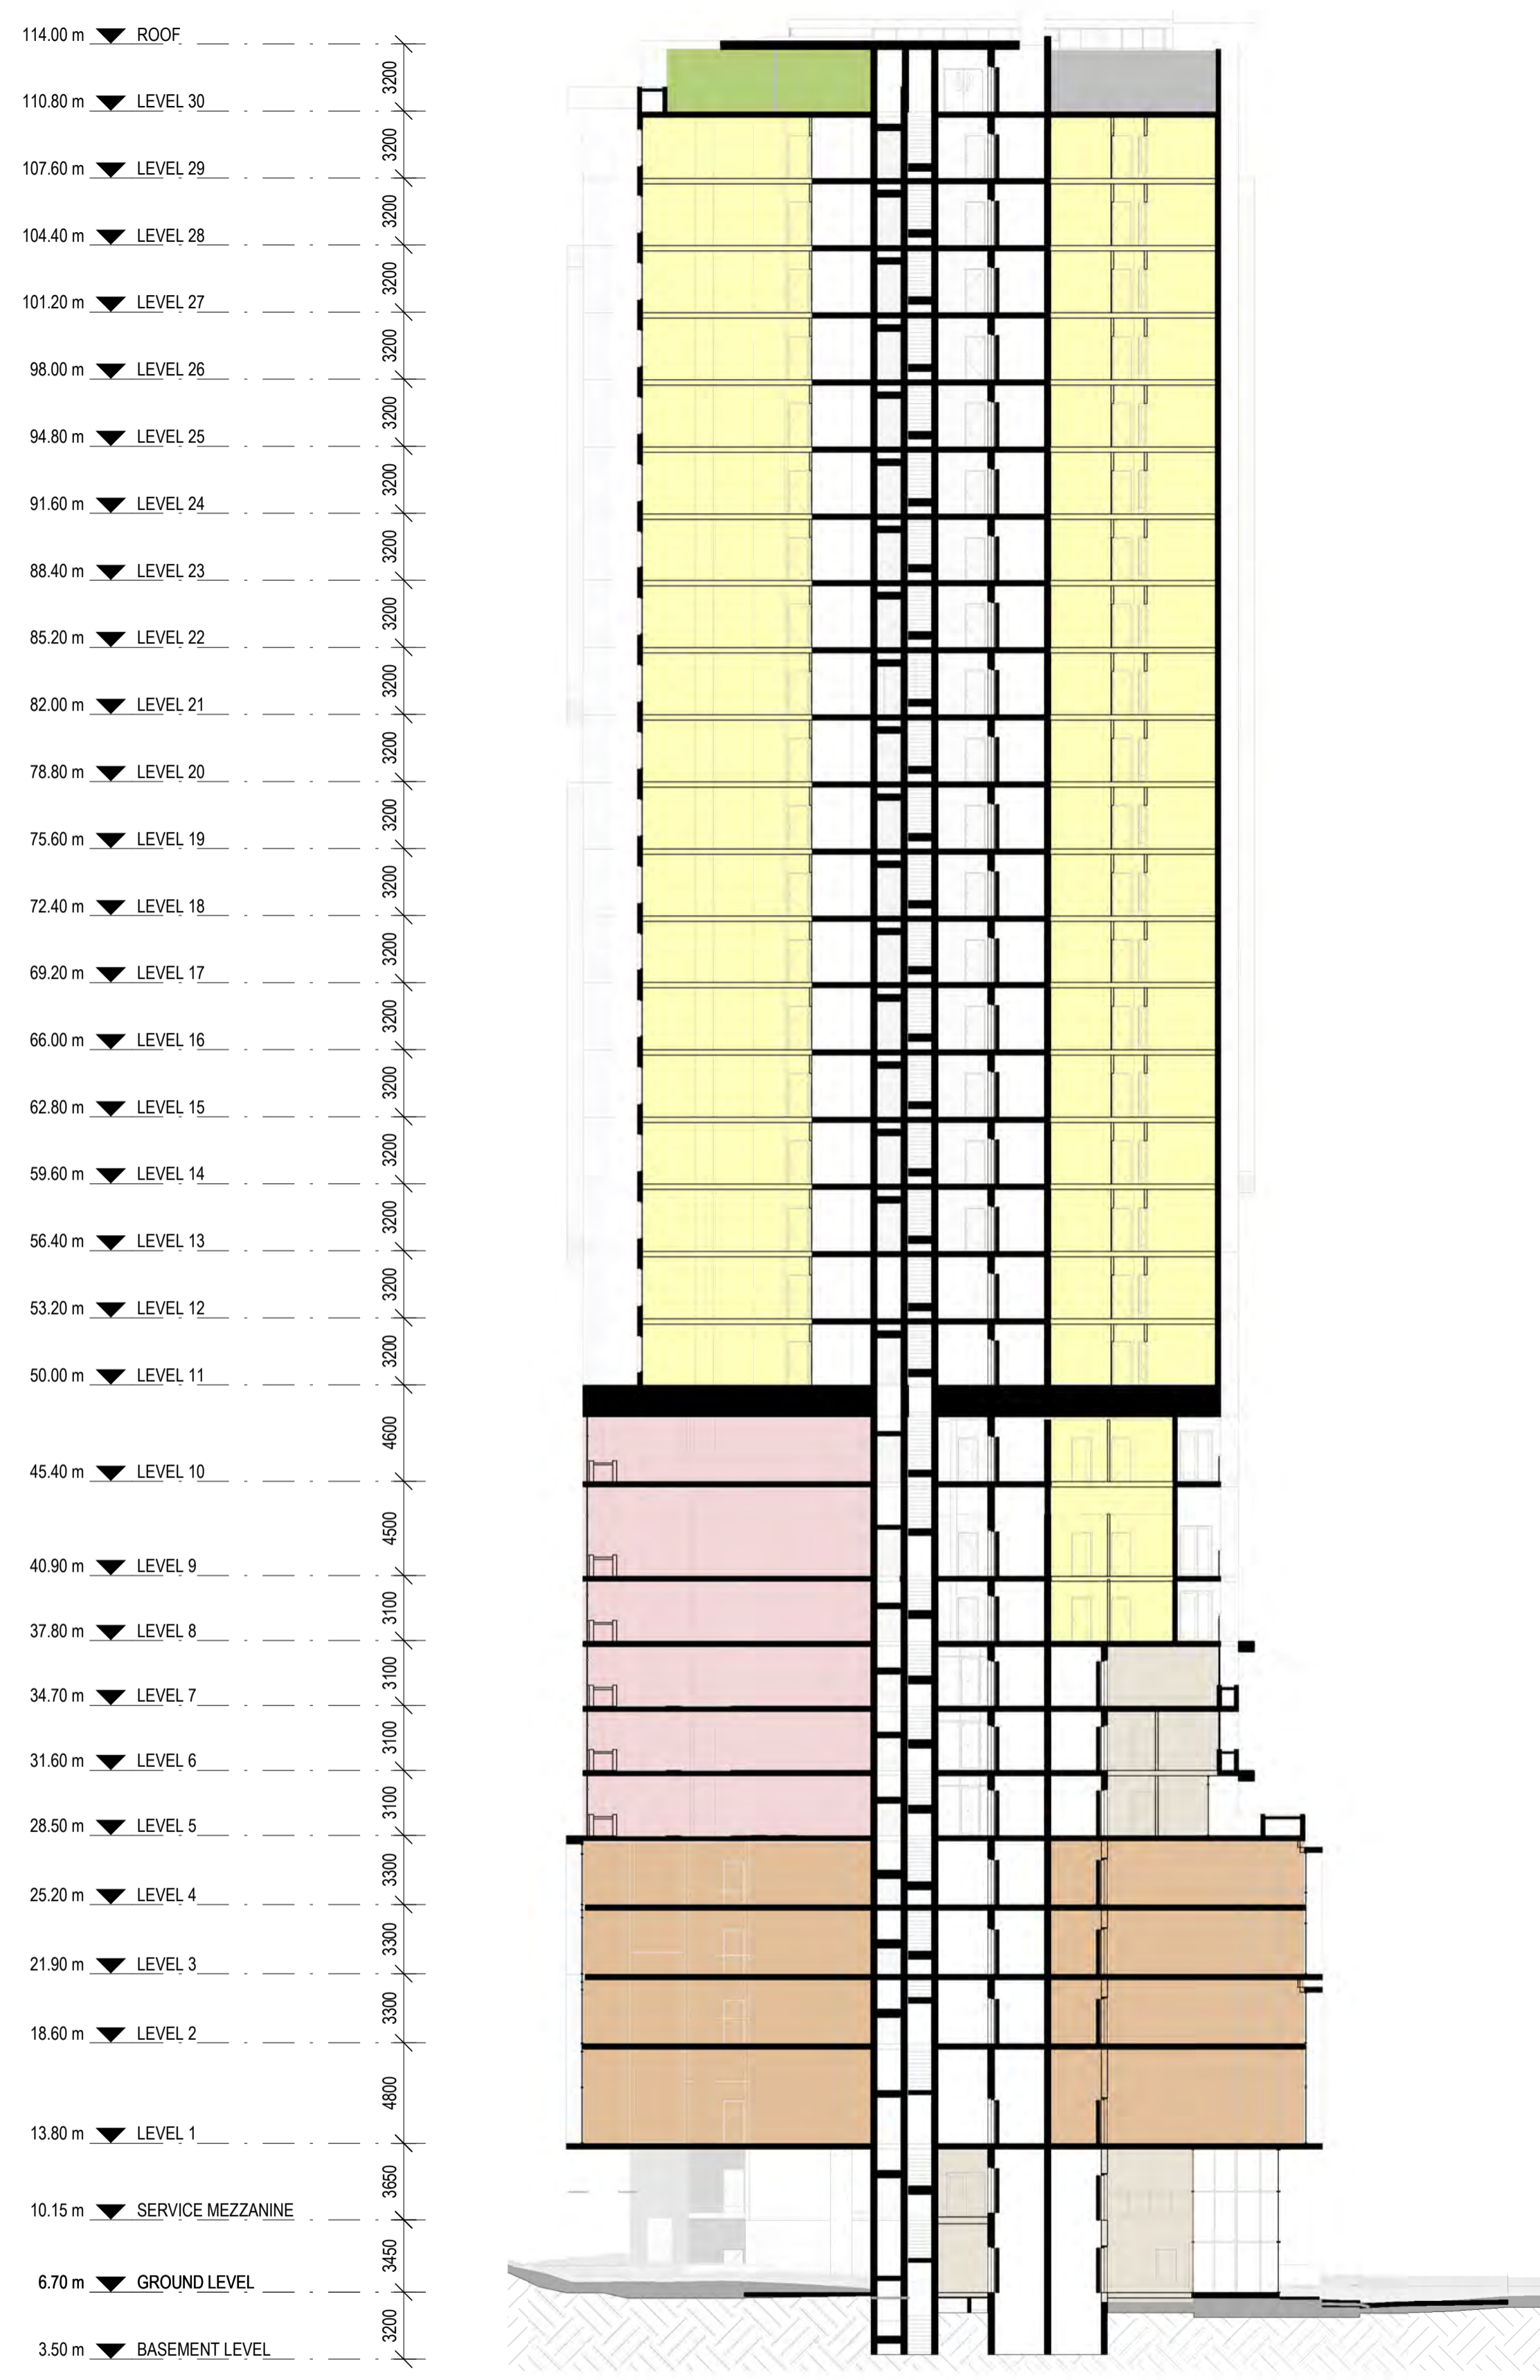 114.00 m ROOF
3200
110.80 m LEVEL 30
3200
107.60 m LEVEL 29
3200
104.40 m LEVEL 28
3200
101.20 m LEVEL 27
3200
98.00 m LEVEL 26
3200
94.80 m LEVEL 25
3200
91.60 m LEVEL 24
3200
88.40 m LEVEL 23
3200
85.20 m LEVEL 22
3200
82.00 m LEVEL 21
3200
78.80 m LEVEL 20
3200
75.60 m LEVEL 19
3200
72.40 m LEVEL 18
3200
69.20 m LEVEL 17
3200
66.00 m LEVEL 16
3200
62.80 m LEVEL 15
3200
59.60 m LEVEL 14
3200
56.40 m LEVEL 13
3200
53.20 m LEVEL 12
3200
50.00 m LEVEL 11
4600
45.40 m LEVEL 10
4500
40.90 m LEVEL 9
3100
37.80 m LEVEL 8
3100
34.70 m LEVEL 7
3100
31.60 m LEVEL 6
3100
28.50 m LEVEL 5
3300
25.20 m LEVEL 4
3300
21.90 m LEVEL 3
3300
18.60 m LEVEL 2
4800
13.80 m LEVEL 1
3650
10.15 m SERVICE MEZZANINE
3450
6.70 m GROUND LEVEL
3200
3.50 m BASEMENT LEVEL